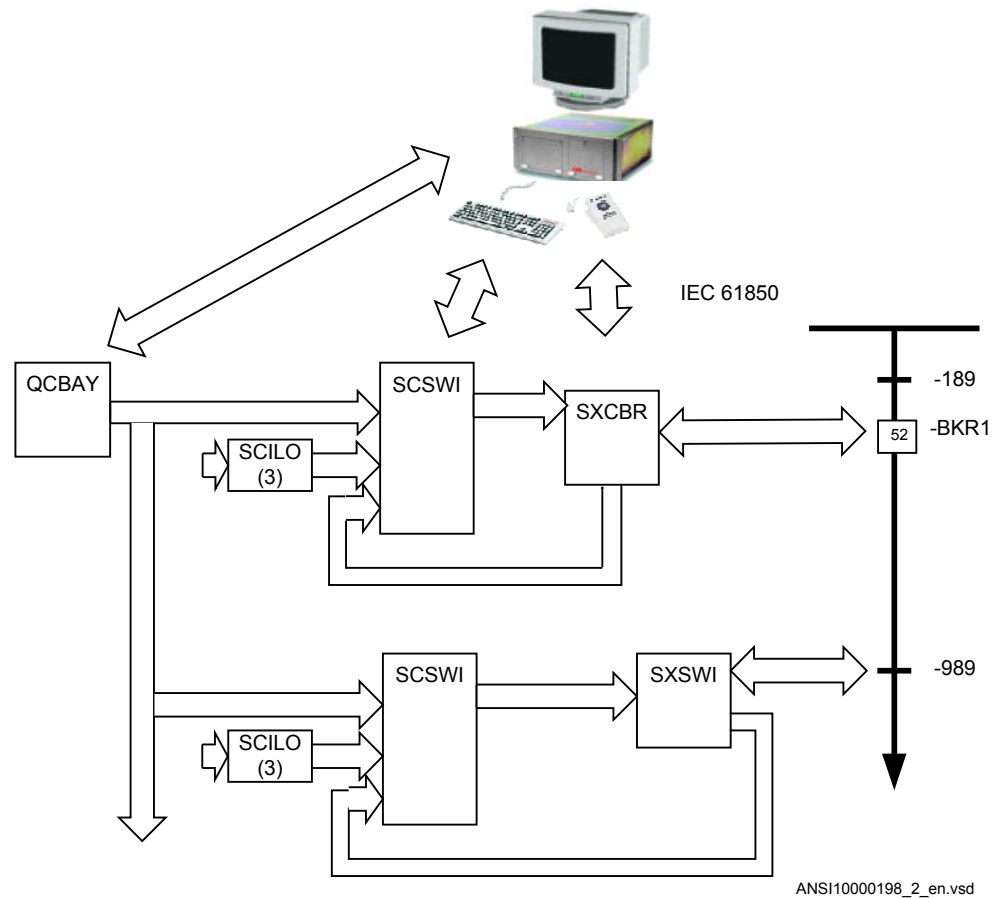 IEC 61850
QCBAY
SCSWI
SXCBR
-189
52
-BKR1
SCILO
(3)
SCSWI
SXSWI
-989
SCILO
(3)
ANSI10000198_2_en.vsd